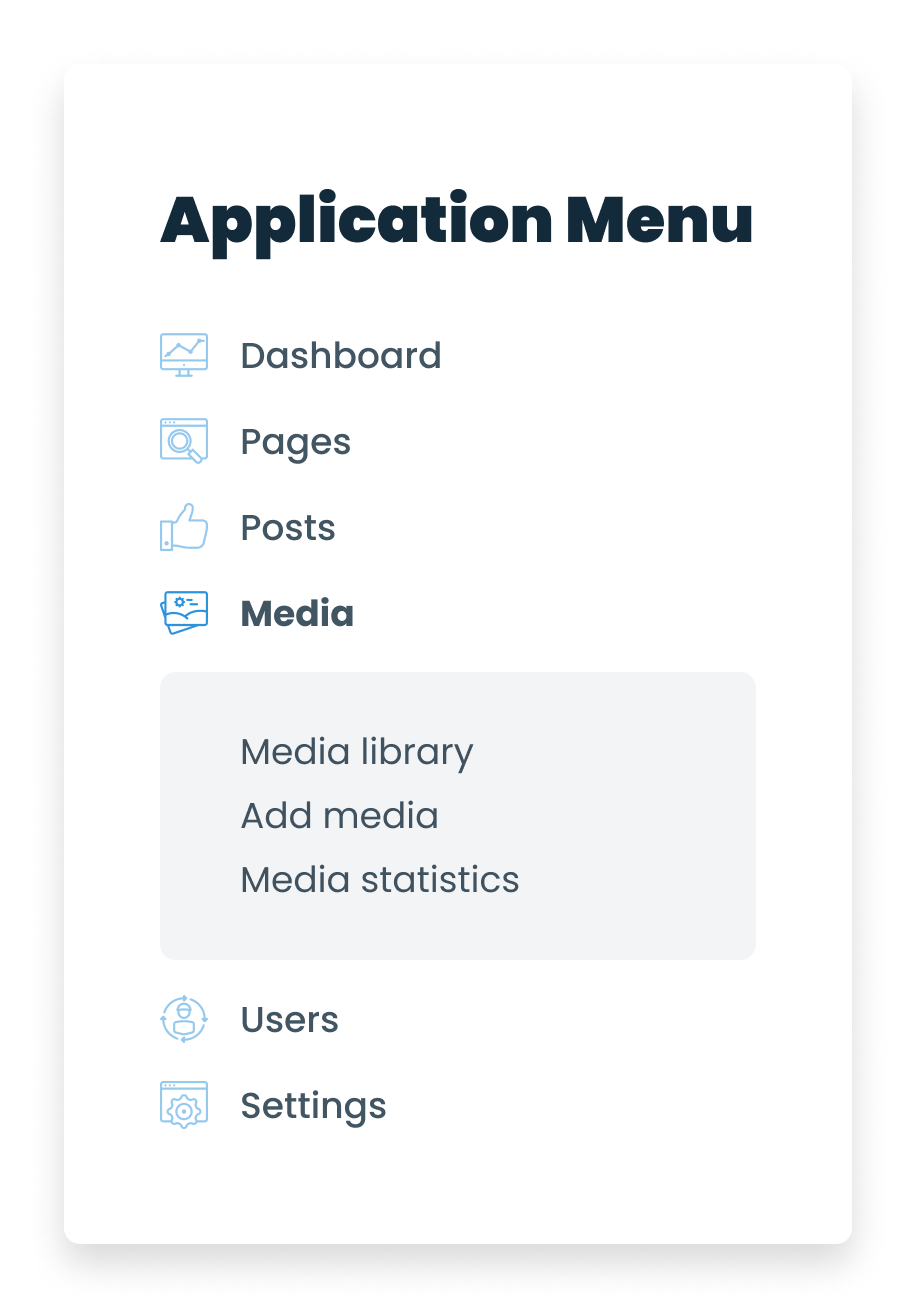 Application Menu
Dashboard
Pages
Posts
Media
Media library
Add media
Media statistics
Users
Settings